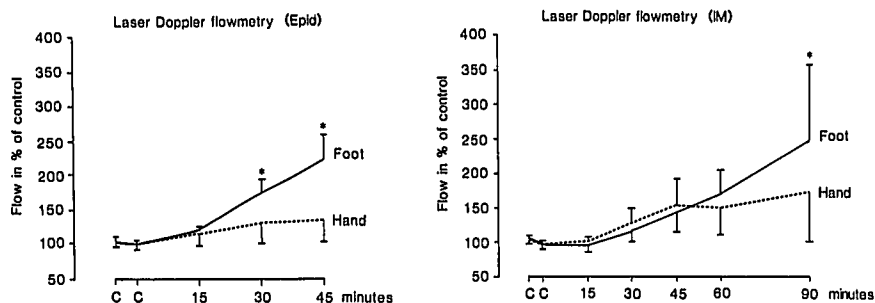 Laser Doppler flowmetry (Epid)
Flow in % of control
400
350
300
250
200
150
100
50
*
*
Foot
Hand
C C 15 30 45 minutes
Laser Doppler flowmetry (IM)
Flow in % of control
400
350
300
250
200
150
100
50
*
Foot
Hand
C C 15 30 45 60 90 minutes